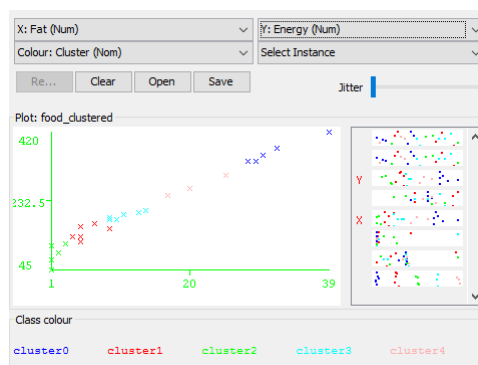 X: Fat (Num)
Y: Energy (Num)
Colour: Cluster (Nom)
Select Instance
Re...
Clear
Open
Save
Jitter
Plot: food_clustered
420
232.5
45
1
20
39
Y
X
Class colour
cluster0
cluster1
cluster2
cluster3
cluster4